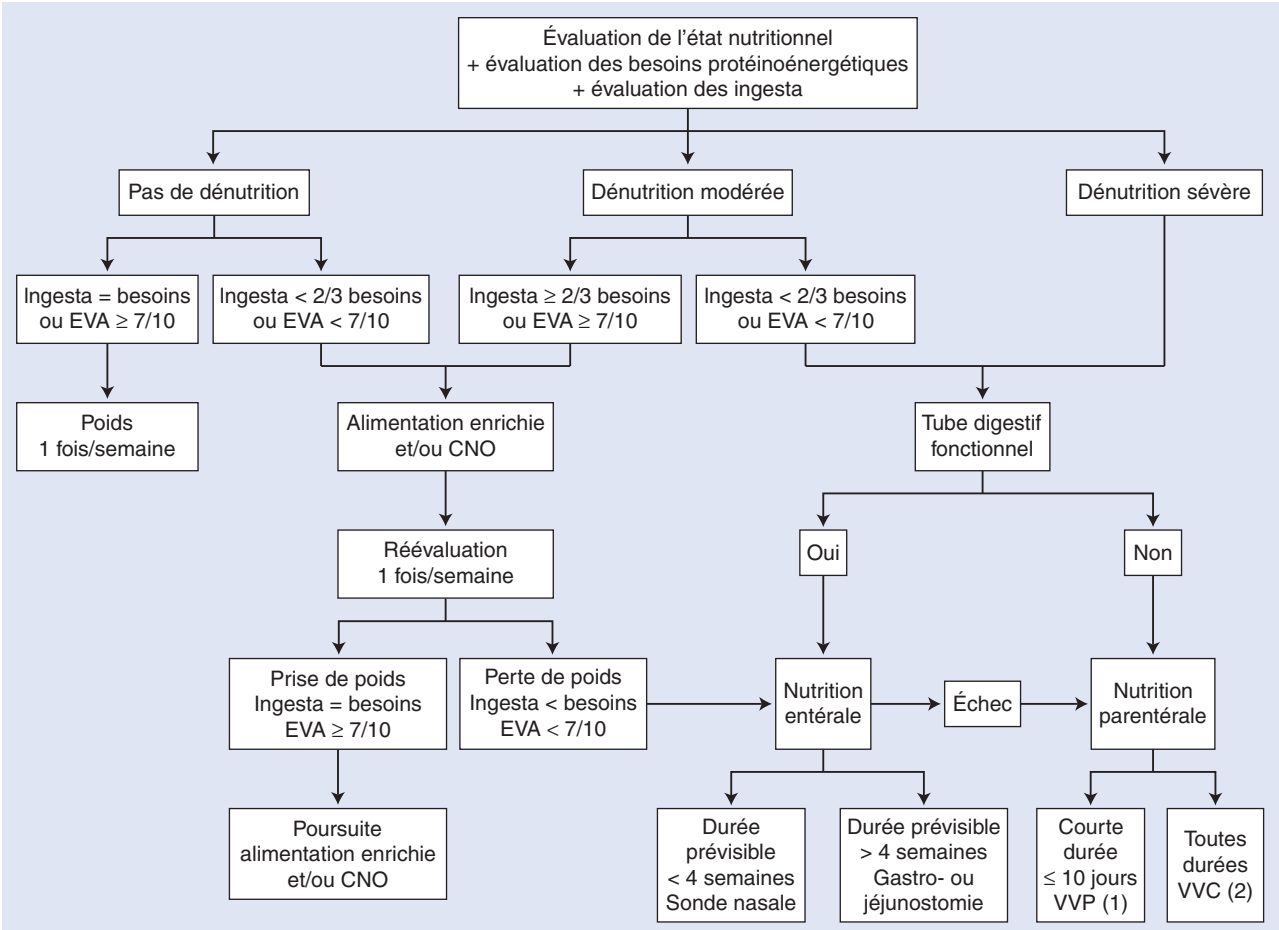 Évaluation de l'état nutritionnel
+ évaluation des besoins protéinoénergétiques
+ évaluation des ingesta
Pas de dénutrition
Dénutrition modérée
Dénutrition sévère
Ingesta = besoins
ou EVA ≥ 7/10
Ingesta < 2/3 besoins
ou EVA < 7/10
Ingesta ≥ 2/3 besoins
ou EVA ≥ 7/10
Ingesta < 2/3 besoins
ou EVA < 7/10
Poids
1 fois/semaine
Alimentation enrichie
et/ou CNO
Tube digestif
fonctionnel
Réévaluation
1 fois/semaine
Oui
Non
Prise de poids
Ingesta = besoins
EVA ≥ 7/10
Perte de poids
Ingesta < besoins
EVA < 7/10
Nutrition
entérale
Échec
Nutrition
parentérale
Poursuite
alimentation enrichie
et/ou CNO
Durée
prévisible
< 4 semaines
Sonde nasale
Durée prévisible
> 4 semaines
Gastro- ou
jéjunostomie
Courte
durée
≤ 10 jours
VVP (1)
Toutes
durées
VVC (2)